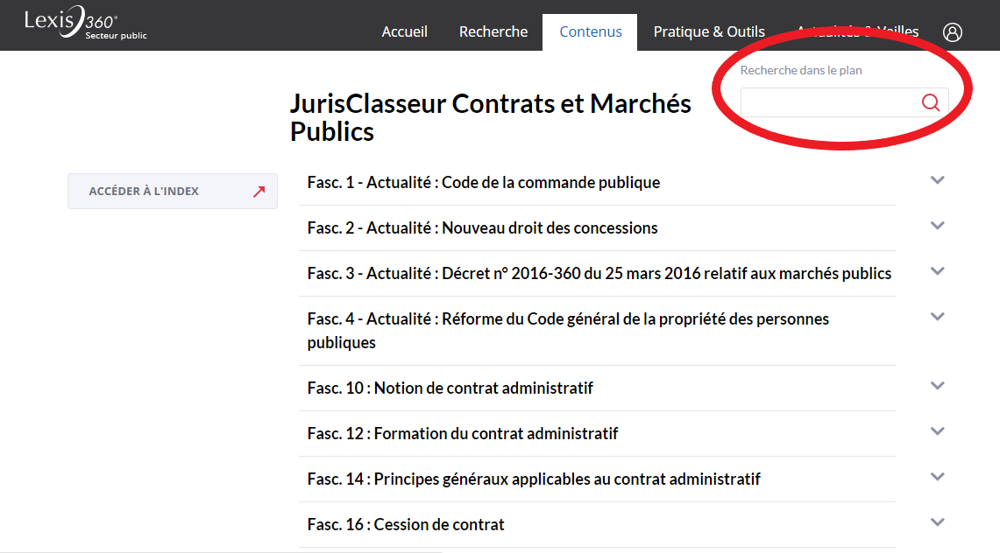 Lexis 360®
Secteur public
Accueil Recherche Contenus Pratique & Outils Actualités & Veilles
Recherche dans le plan
JurisClasseur Contrats et Marchés
Publics
ACCÉDER À L'INDEX
Fasc. 1 - Actualité : Code de la commande publique
Fasc. 2 - Actualité : Nouveau droit des concessions
Fasc. 3 - Actualité : Décret n° 2016-360 du 25 mars 2016 relatif aux marchés publics
Fasc. 4 - Actualité : Réforme du Code général de la propriété des personnes
publiques
Fasc. 10 : Notion de contrat administratif
Fasc. 12 : Formation du contrat administratif
Fasc. 14 : Principes généraux applicables au contrat administratif
Fasc. 16 : Cession de contrat